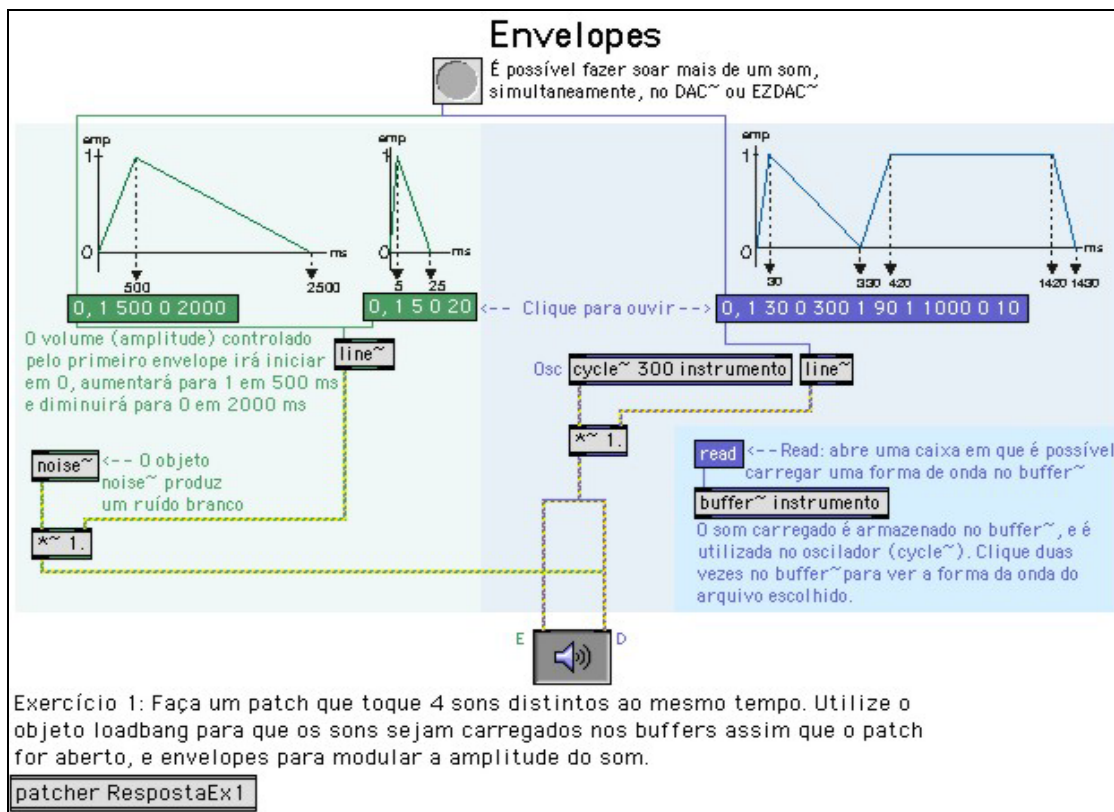 Envelopes
É possível fazer soar mais de um som,
simultaneamente, no DAC~ ou EZDAC~
amp
1
0
ms
500
2500
amp
1
0
ms
5
25
amp
1
0
ms
30
330
420
1420
1430
0, 1 500 0 2000
0, 1 5 0 20
<-- Clique para ouvir -->
0, 1 30 0 300 1 90 1 1000 0 10
O volume (amplitude) controlado
pelo primeiro envelope irá iniciar
em 0, aumentará para 1 em 500 ms
e diminuirá para 0 em 2000 ms
line~
Osc
cycle~ 300 instrumento
line~
*~ 1.
noise~
<-- O objeto
noise~ produz
um ruído branco
*~ 1.
read
<-- Read: abre uma caixa em que é possível
carregar uma forma de onda no buffer~
buffer~ instrumento
O som carregado é armazenado no buffer~, e é
utilizada no oscilador (cycle~). Clique duas
vezes no buffer~para ver a forma da onda do
arquivo escolhido.
E
D
Exercício 1: Faça um patch que toque 4 sons distintos ao mesmo tempo. Utilize o
objeto loadbang para que os sons sejam carregados nos buffers assim que o patch
for aberto, e envelopes para modular a amplitude do som.
patcher RespostaEx1